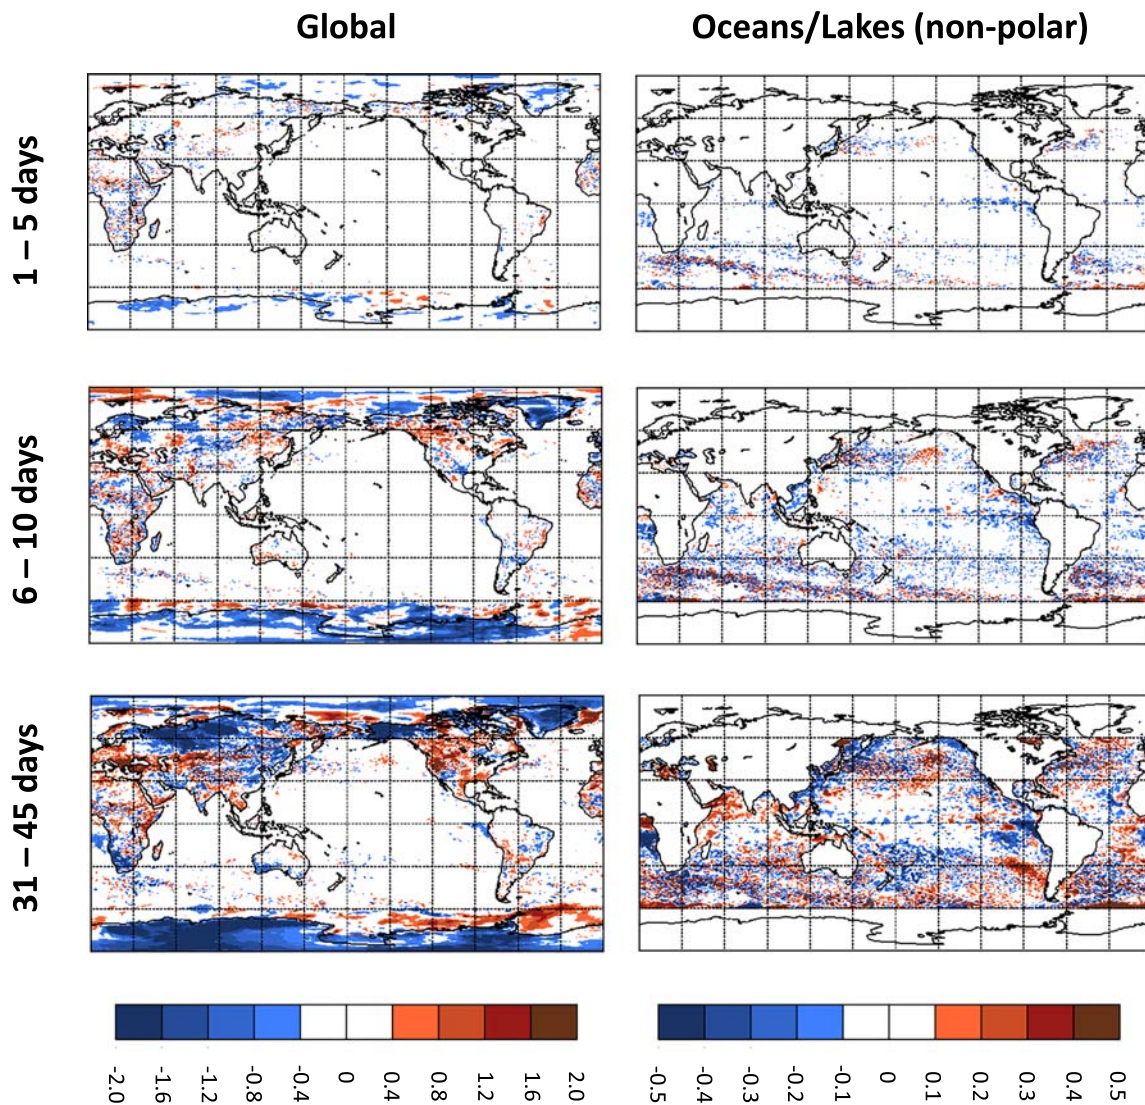 Global
Oceans/Lakes (non-polar)
1 – 5 days
6 – 10 days
31 – 45 days
-2.0 -1.6 -1.2 -0.8 -0.4 0 0.4 0.8 1.2 1.6 2.0
-0.5 -0.4 -0.3 -0.2 -0.1 0 0.1 0.2 0.3 0.4 0.5